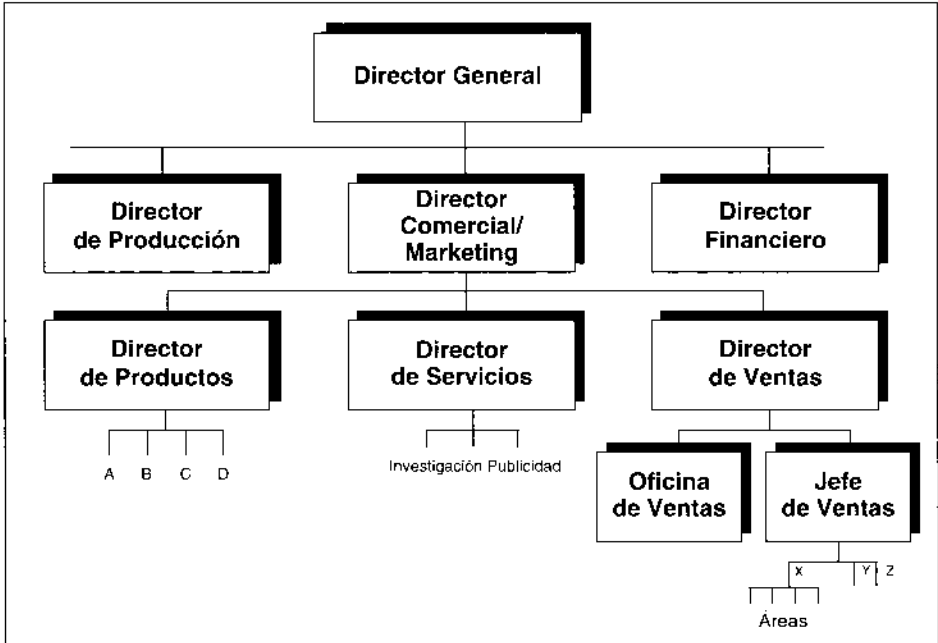 Director General
Director
de Producción
Director
Comercial/
Marketing
Director
Financiero
Director
de Productos
Director
de Servicios
Director
de Ventas
A B C D
Investigación Publicidad
Oficina
de Ventas
Jefe
de Ventas
X Y Z
Áreas